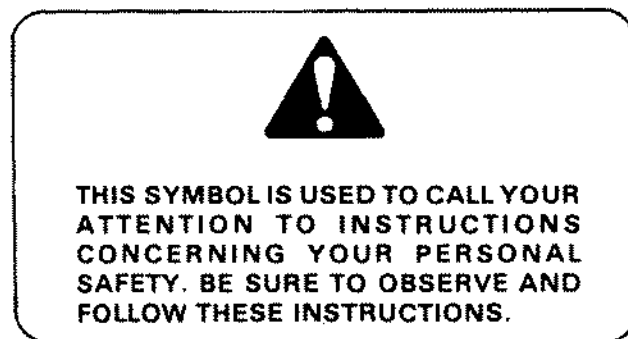 THIS SYMBOL IS USED TO CALL YOUR
ATTENTION TO INSTRUCTIONS
CONCERNING YOUR PERSONAL
SAFETY. BE SURE TO OBSERVE AND
FOLLOW THESE INSTRUCTIONS.